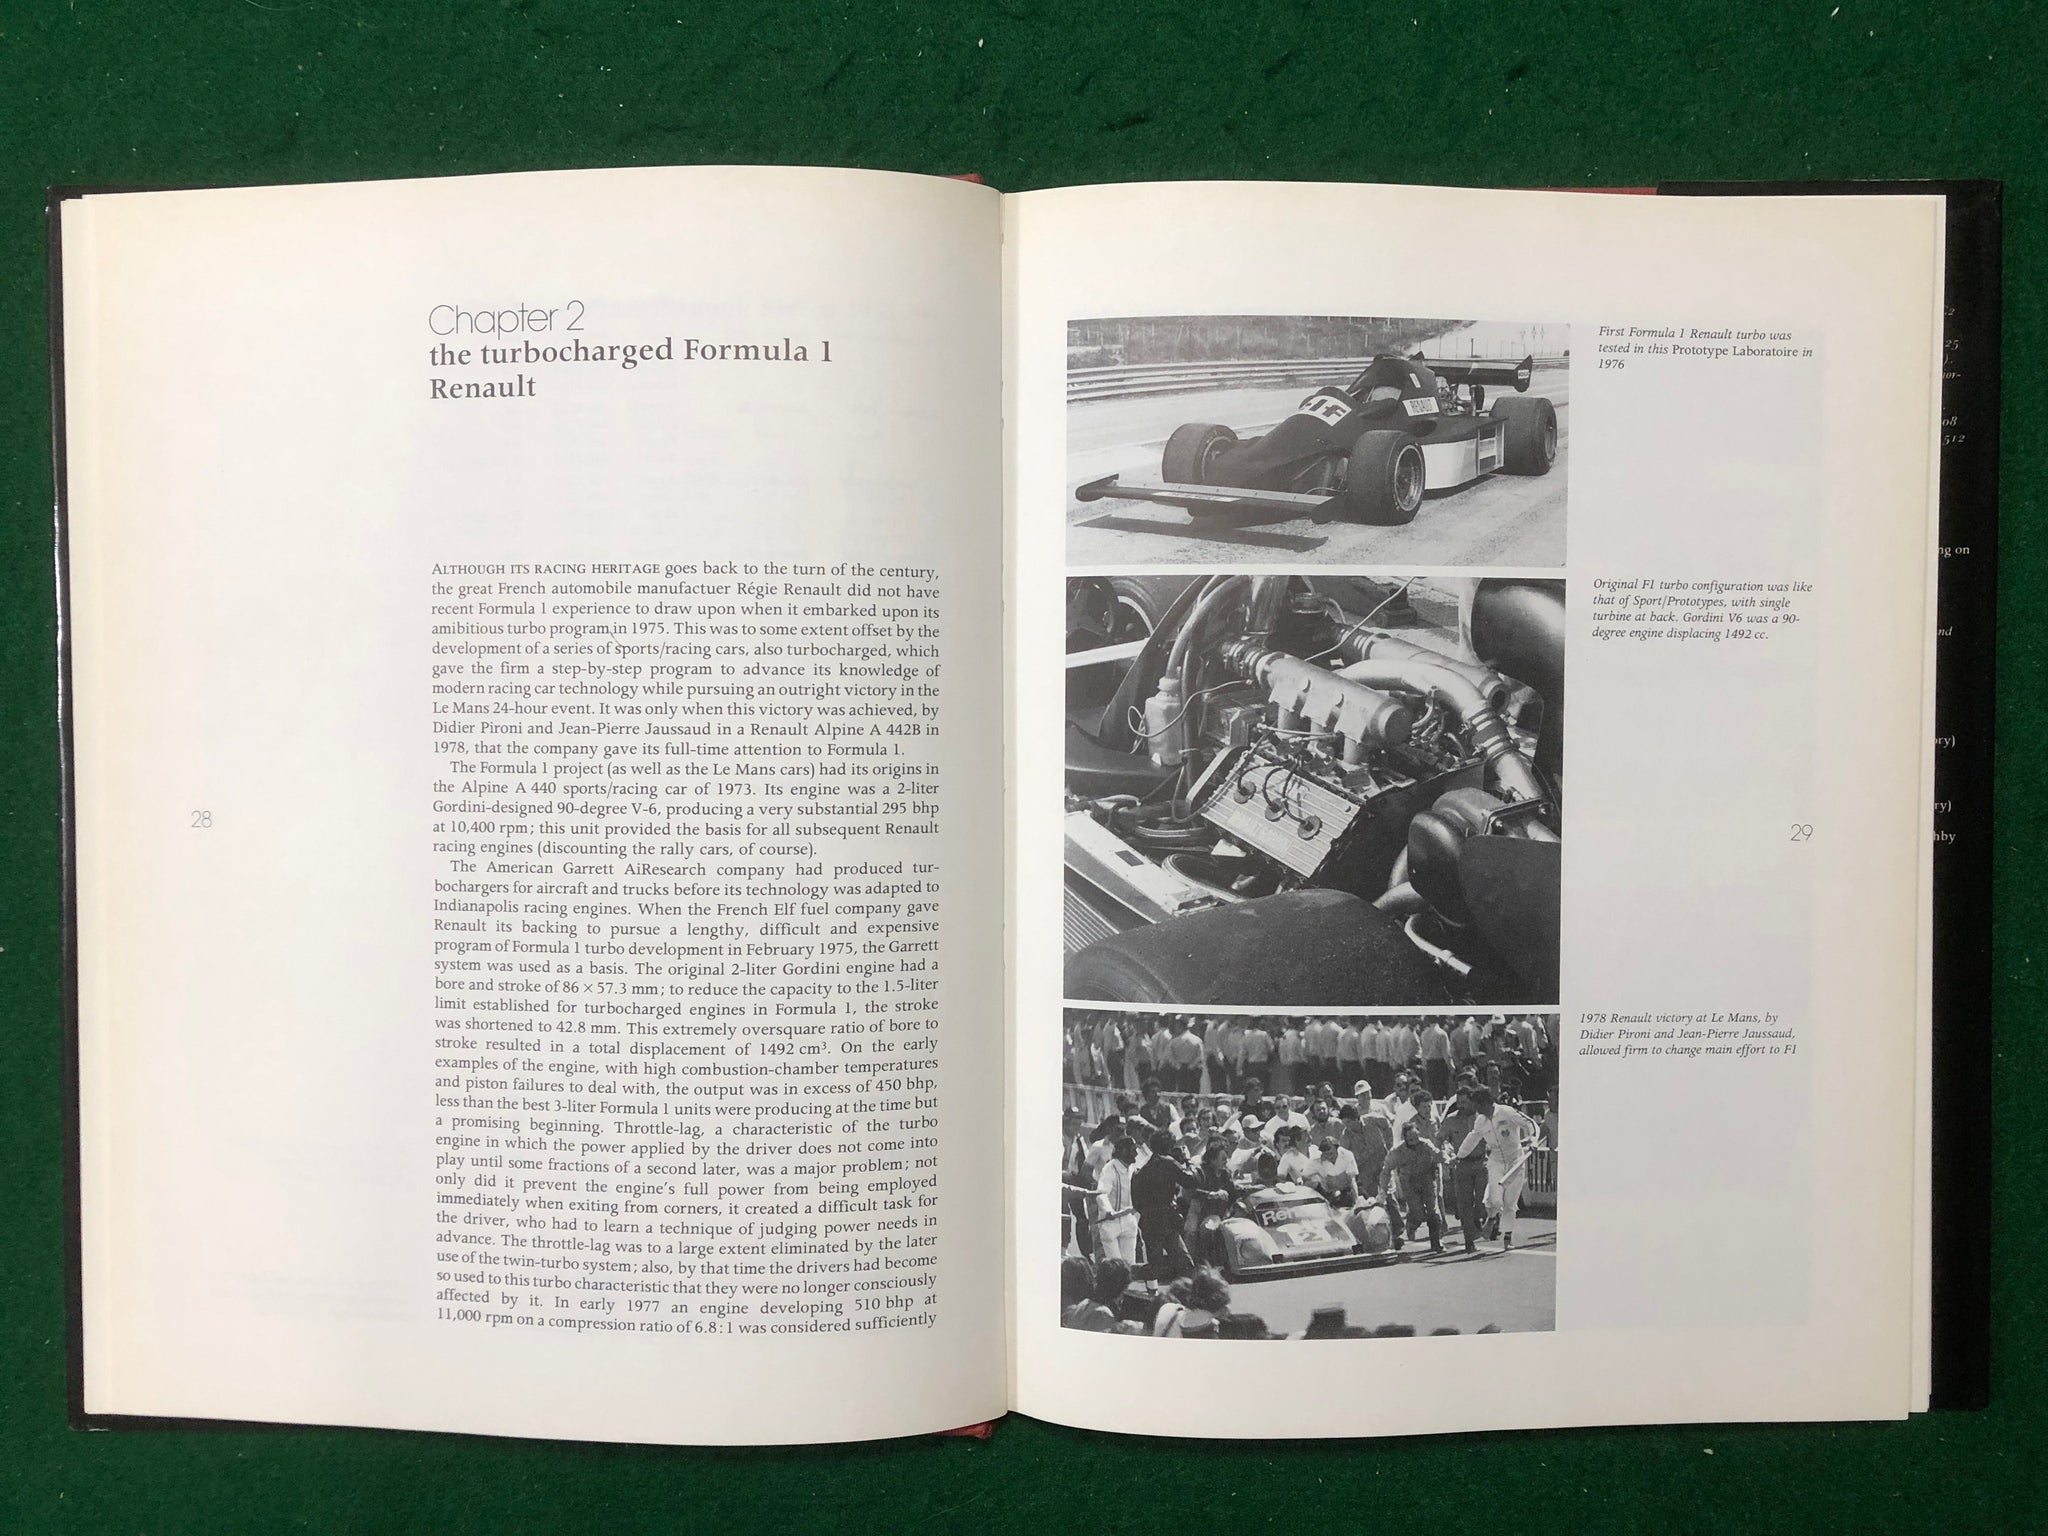 Chapter 2
the turbocharged Formula 1
Renault
ALTHOUGH ITS RACING HERITAGE goes back to the turn of the century,
the great French automobile manufactuer Régie Renault did not have
recent Formula 1 experience to draw upon when it embarked upon its
amibitious turbo program in 1975. This was to some extent offset by the
development of a series of sports/racing cars, also turbocharged, which
gave the firm a step-by-step program to advance its knowledge of
modern racing car technology while pursuing an outright victory in the
Le Mans 24-hour event. It was only when this victory was achieved, by
Didier Pironi and Jean-Pierre Jaussaud in a Renault Alpine A 442B in
1978, that the company gave its full-time attention to Formula 1.
The Formula 1 project (as well as the Le Mans cars) had its origins in
the Alpine A 440 sports/racing car of 1973. Its engine was a 2-liter
Gordini-designed 90-degree V-6, producing a very substantial 295 bhp
at 10,400 rpm; this unit provided the basis for all subsequent Renault
racing engines (discounting the rally cars, of course).
The American Garrett AiResearch company had produced tur-
bochargers for aircraft and trucks before its technology was adapted to
Indianapolis racing engines. When the French Elf fuel company gave
Renault its backing to pursue a lengthy, difficult and expensive
program of Formula 1 turbo development in February 1975, the Garrett
system was used as a basis. The original 2-liter Gordini engine had a
bore and stroke of 86 × 57.3 mm; to reduce the capacity to the 1.5-liter
limit established for turbocharged engines in Formula 1, the stroke
was shortened to 42.8 mm. This extremely oversquare ratio of bore to
stroke resulted in a total displacement of 1492 cm³. On the early
examples of the engine, with high combustion-chamber temperatures
and piston failures to deal with, the output was in excess of 450 bhp,
less than the best 3-liter Formula 1 units were producing at the time but
a promising beginning. Throttle-lag, a characteristic of the turbo
engine in which the power applied by the driver does not come into
play until some fractions of a second later, was a major problem; not
only did it prevent the engine's full power from being employed
immediately when exiting from corners, it created a difficult task for
the driver, who had to learn a technique of judging power needs in
advance. The throttle-lag was to a large extent eliminated by the later
use of the twin-turbo system; also, by that time the drivers had become
so used to this turbo characteristic that they were no longer consciously
affected by it. In early 1977 an engine developing 510 bhp at
11,000 rpm on a compression ratio of 6.8:1 was considered sufficiently
28
elf
RENAULT
First Formula 1 Renault turbo was
tested in this Prototype Laboratoire in
1976
Original F1 turbo configuration was like
that of Sport/Prototypes, with single
turbine at back. Gordini V6 was a 90-
degree engine displacing 1492 cc.
29
1978 Renault victory at Le Mans, by
Didier Pironi and Jean-Pierre Jaussaud,
allowed firm to change main effort to F1
2
25
08
512
ng on
nd
ory)
ry)
hby